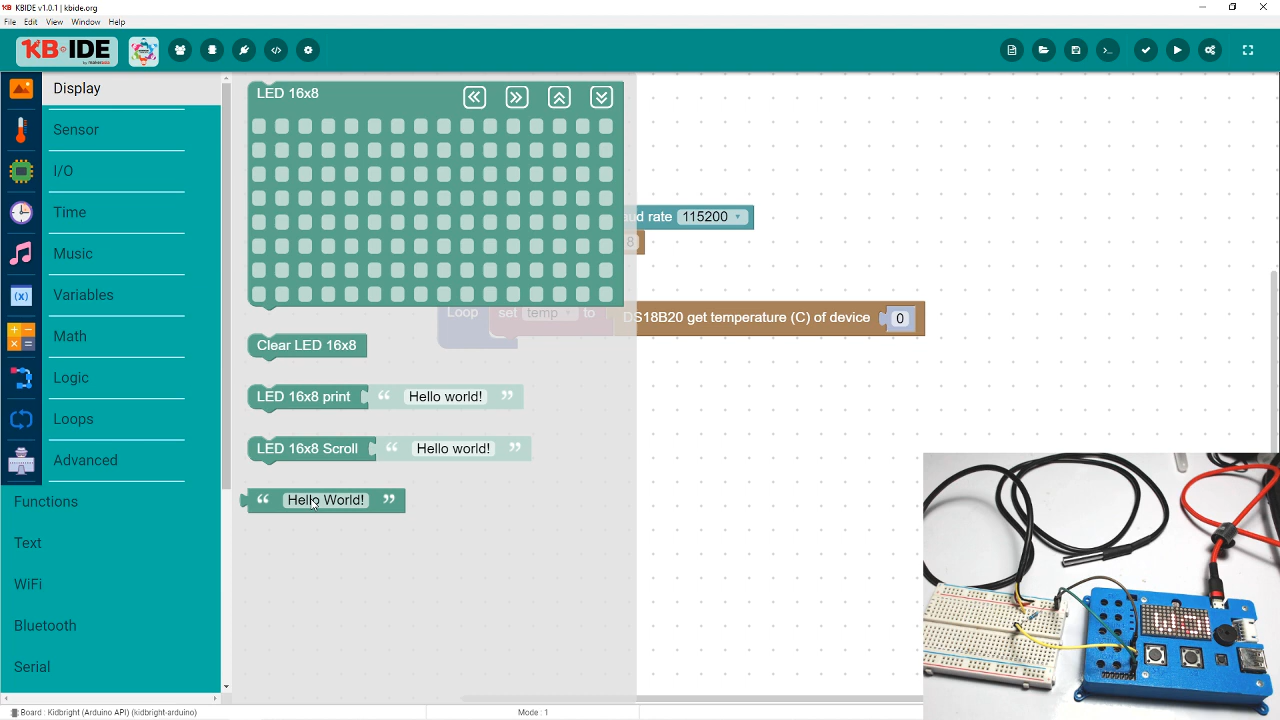 KBIDE v1.0.1 | kbide.org
File Edit View Window Help
KB IDE
by makerasia
Display
Sensor
I/O
Time
Music
Variables
Math
Logic
Loops
Advanced
Functions
Text
WiFi
Bluetooth
Serial
LED 16x8
Clear LED 16x8
LED 16x8 print “ Hello world! ”
LED 16x8 Scroll “ Hello world! ”
“ Hello World! ”
ud rate 115200
8
Loop set temp to DS18B20 get temperature (C) of device 0
Board : Kidbright (Arduino API) (kidbright-arduino)
Mode : 1